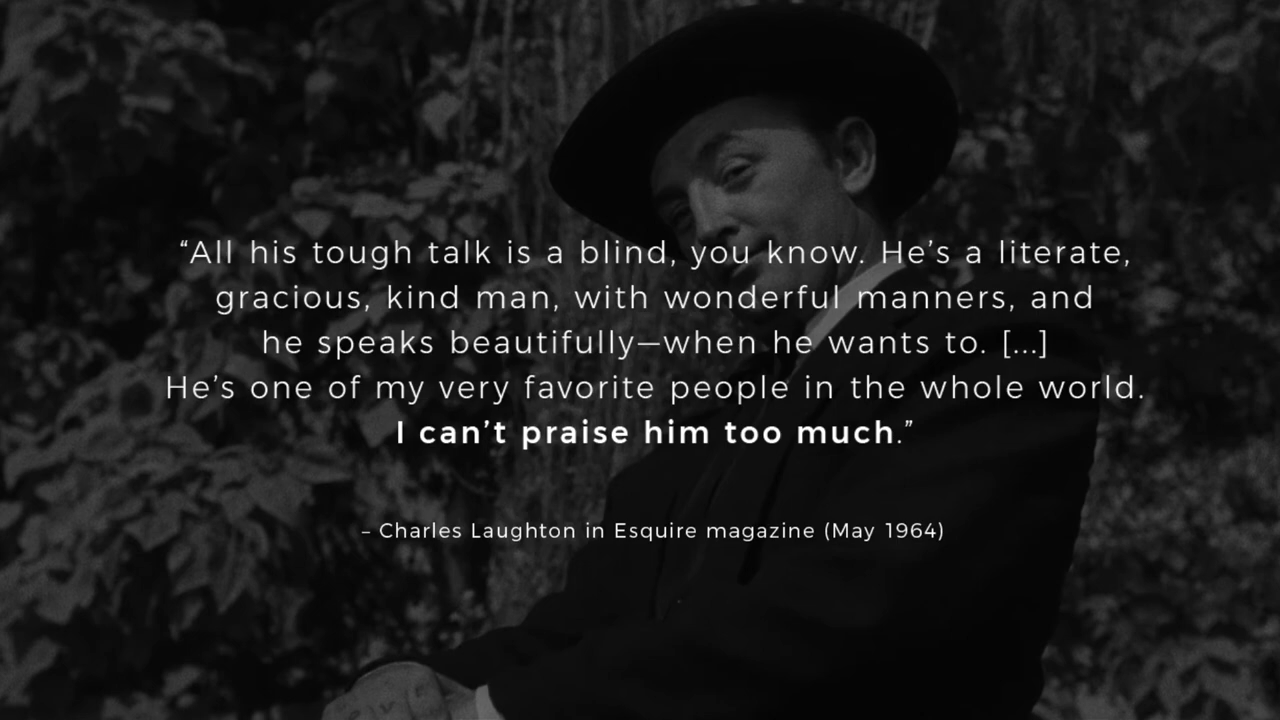 “All his tough talk is a blind, you know. He’s a literate,
gracious, kind man, with wonderful manners, and
he speaks beautifully—when he wants to. [...]
He’s one of my very favorite people in the whole world.
I can’t praise him too much.”
– Charles Laughton in Esquire magazine (May 1964)